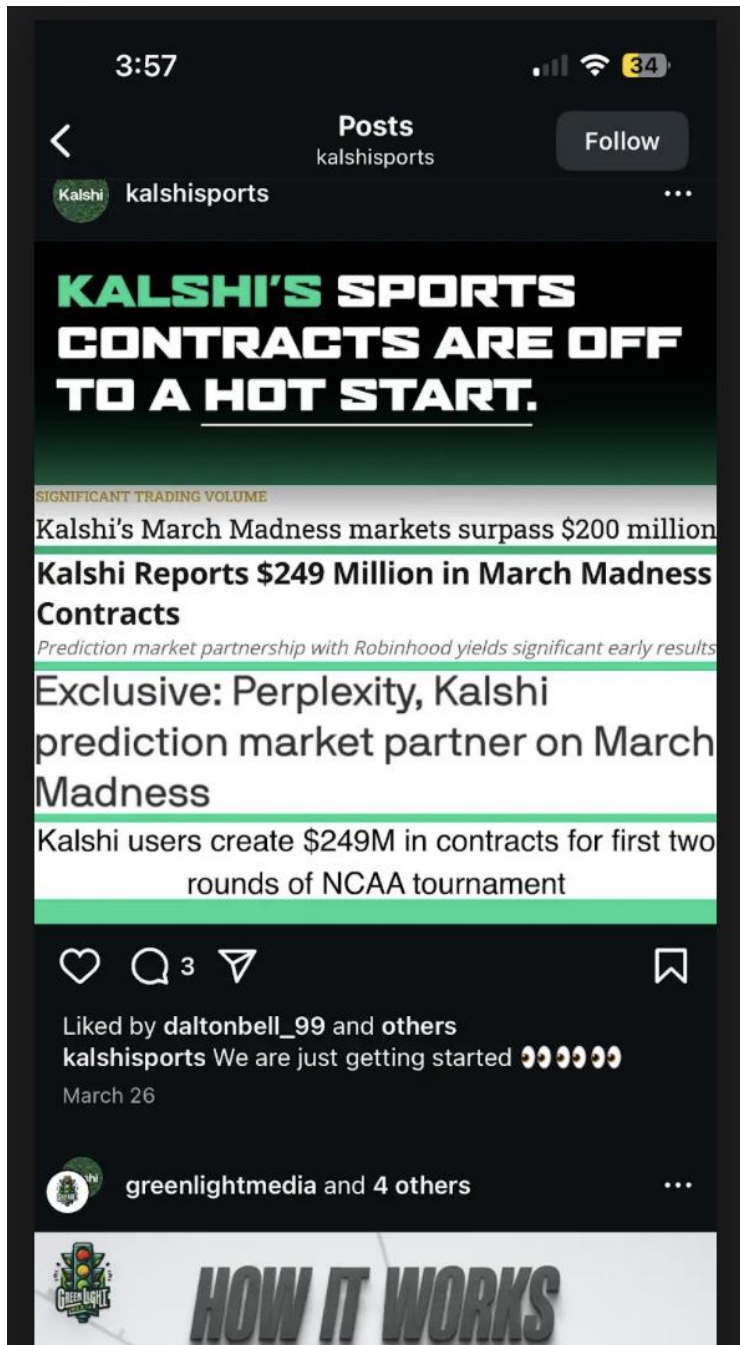 3:57
34
Posts
kalshisports
Follow
Kalshi
kalshisports
KALSHI'S SPORTS
CONTRACTS ARE OFF
TO A HOT START.
SIGNIFICANT TRADING VOLUME
Kalshi's March Madness markets surpass $200 million
Kalshi Reports $249 Million in March Madness
Contracts
Prediction market partnership with Robinhood yields significant early results
Exclusive: Perplexity, Kalshi
prediction market partner on March
Madness
Kalshi users create $249M in contracts for first two
rounds of NCAA tournament
3
Liked by daltonbell_99 and others
kalshisports We are just getting started 👀👀👀
March 26
greenlightmedia and 4 others
GREEN LIGHT
HOW IT WORKS